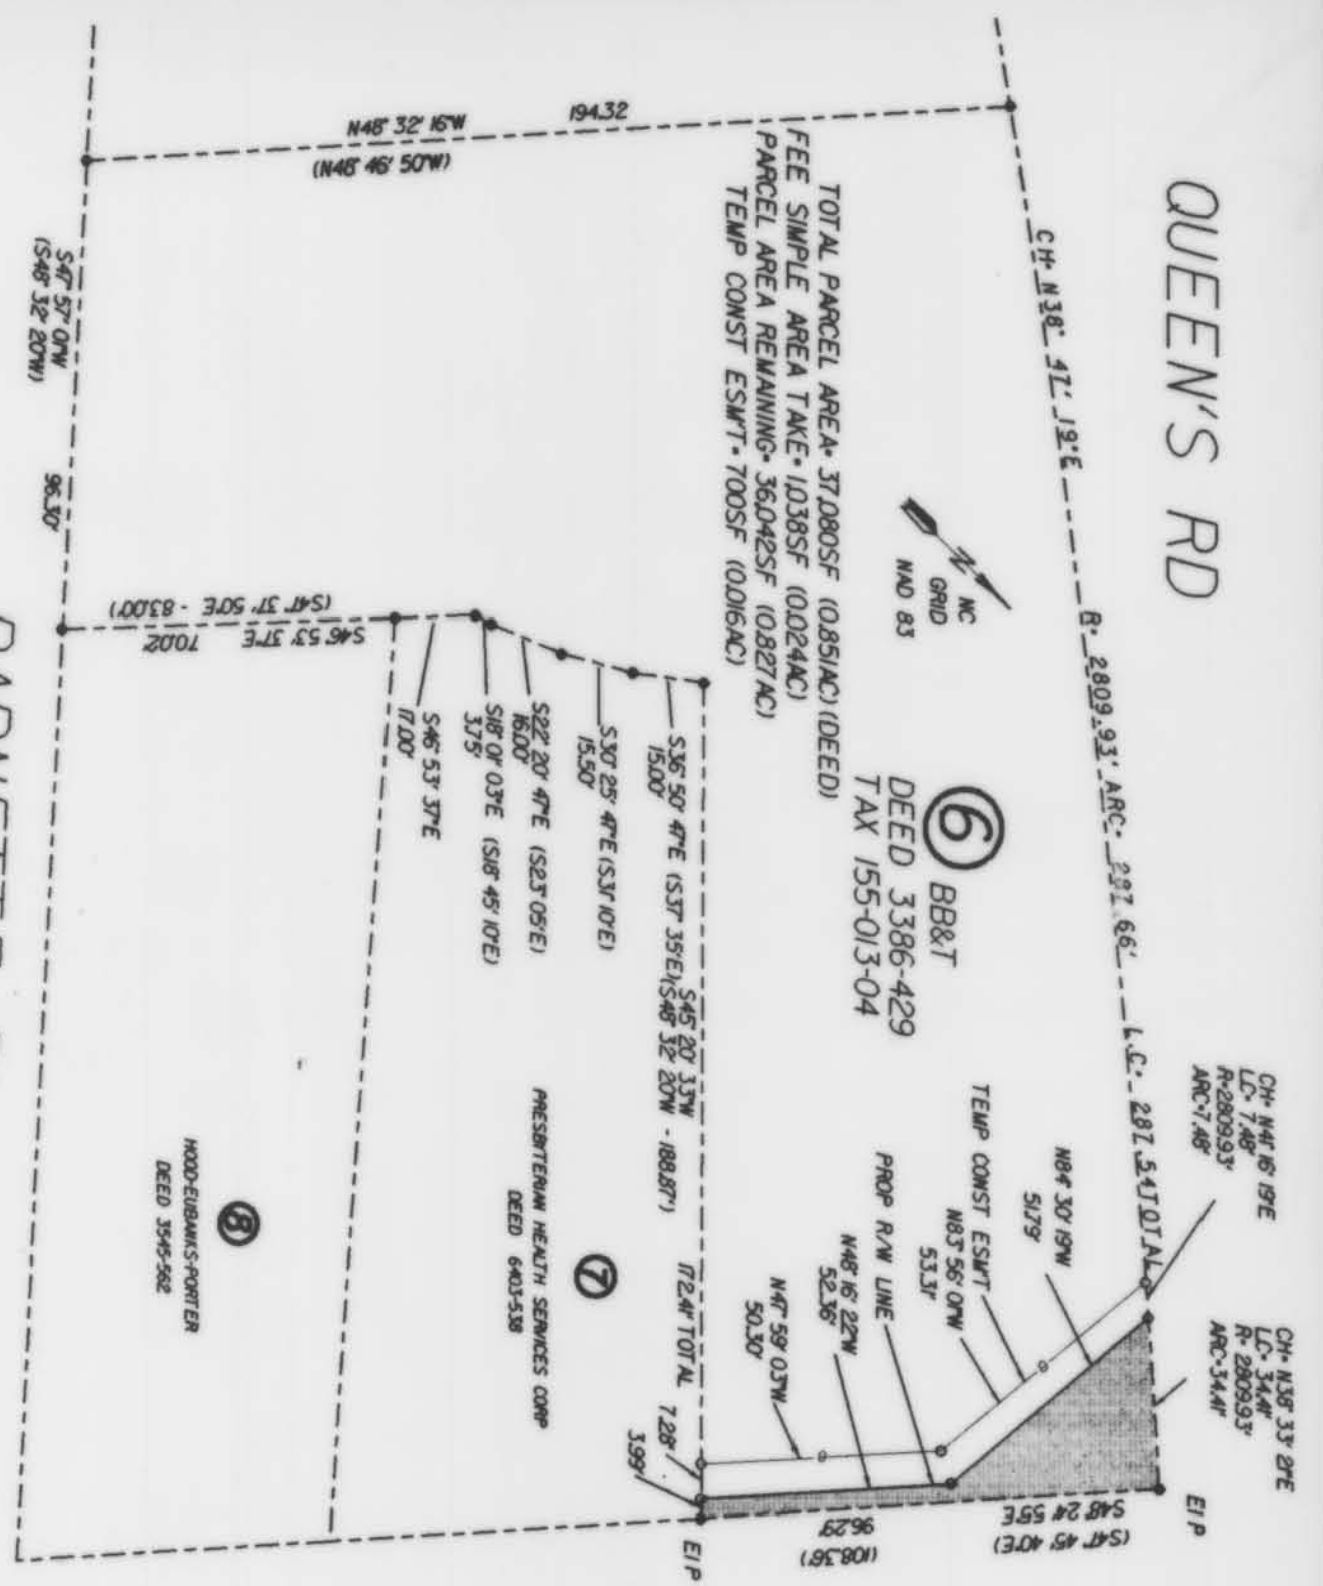 QUEEN'S RD
CH= N38° 47' 19"E
R= 2809.93' ARC= 287.66'
L.C.= 287.54 TOTAL
CH= N41° 16' 19"E
LC= 7.48'
R=2809.93'
ARC=7.48'
CH= N38° 33' 21"E
LC= 34.41'
R= 2809.93'
ARC=34.41'
EIP
N48° 32' 16"W
194.32
(N48° 46' 50"W)
NC
GRID
NAD 83
N
6
BB&T
DEED 3386-429
TAX 155-013-04
TOTAL PARCEL AREA= 37,080SF (0.851AC) (DEED)
FEE SIMPLE AREA TAKE= 1,038SF (0.024AC)
PARCEL AREA REMAINING= 36,042SF (0.827AC)
TEMP CONST ESM'T= 700SF (0.016AC)
N84° 30' 19"W
51.79'
TEMP CONST ESM'T
N83° 56' 01"W
53.31'
PROP R/W LINE
N48° 16' 22"W
52.36'
N47° 59' 03"W
50.30'
S48° 24' 55"E
96.29'
(S47° 45' 40"E)
(108.36')
S45° 20' 33"W
172.41' TOTAL
(S48° 32' 20"W - 188.87')
7.28'
3.99'
EIP
S36° 50' 47"E (S37° 35'E)
15.00'
S30° 25' 47"E (S31° 10'E)
15.50'
S22° 20' 47"E (S23° 05'E)
16.00'
S18° 01' 03"E (S18° 45' 10"E)
3.75'
S46° 53' 37"E
17.00'
7
PRESBYTERIAN HEALTH SERVICES CORP
DEED 6403-538
S46° 53' 37"E 70.02'
(S47° 37' 50"E - 83.00')
8
HOOD-EUBANKS-PORTER
DEED 3545-562
S47° 57' 01"W
96.30'
(S48° 32' 20"W)